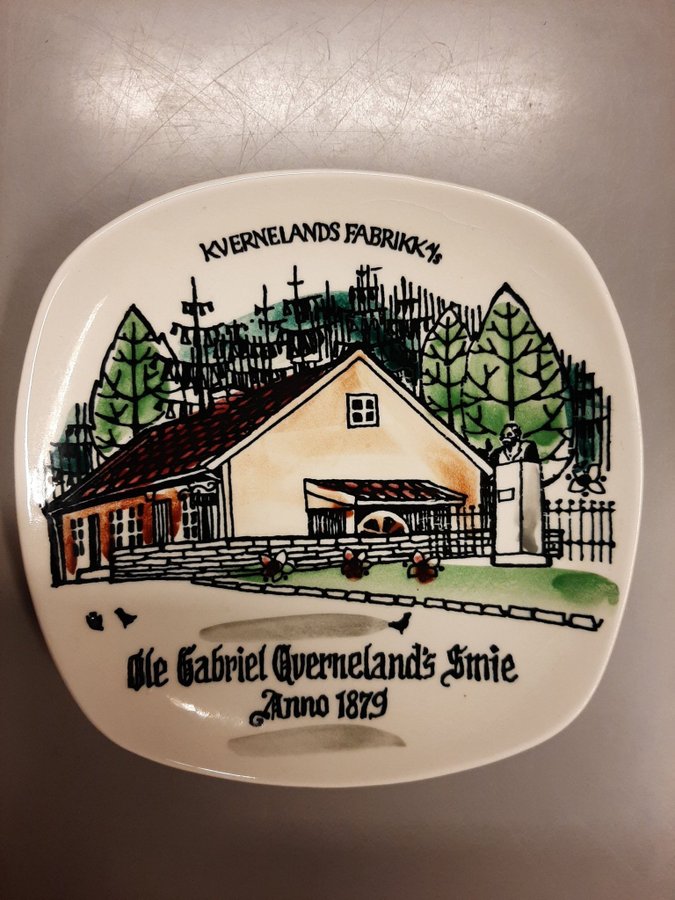 KVERNELANDS FABRIKK A/S
Ole Gabriel Qverneland's Smie
Anno 1879